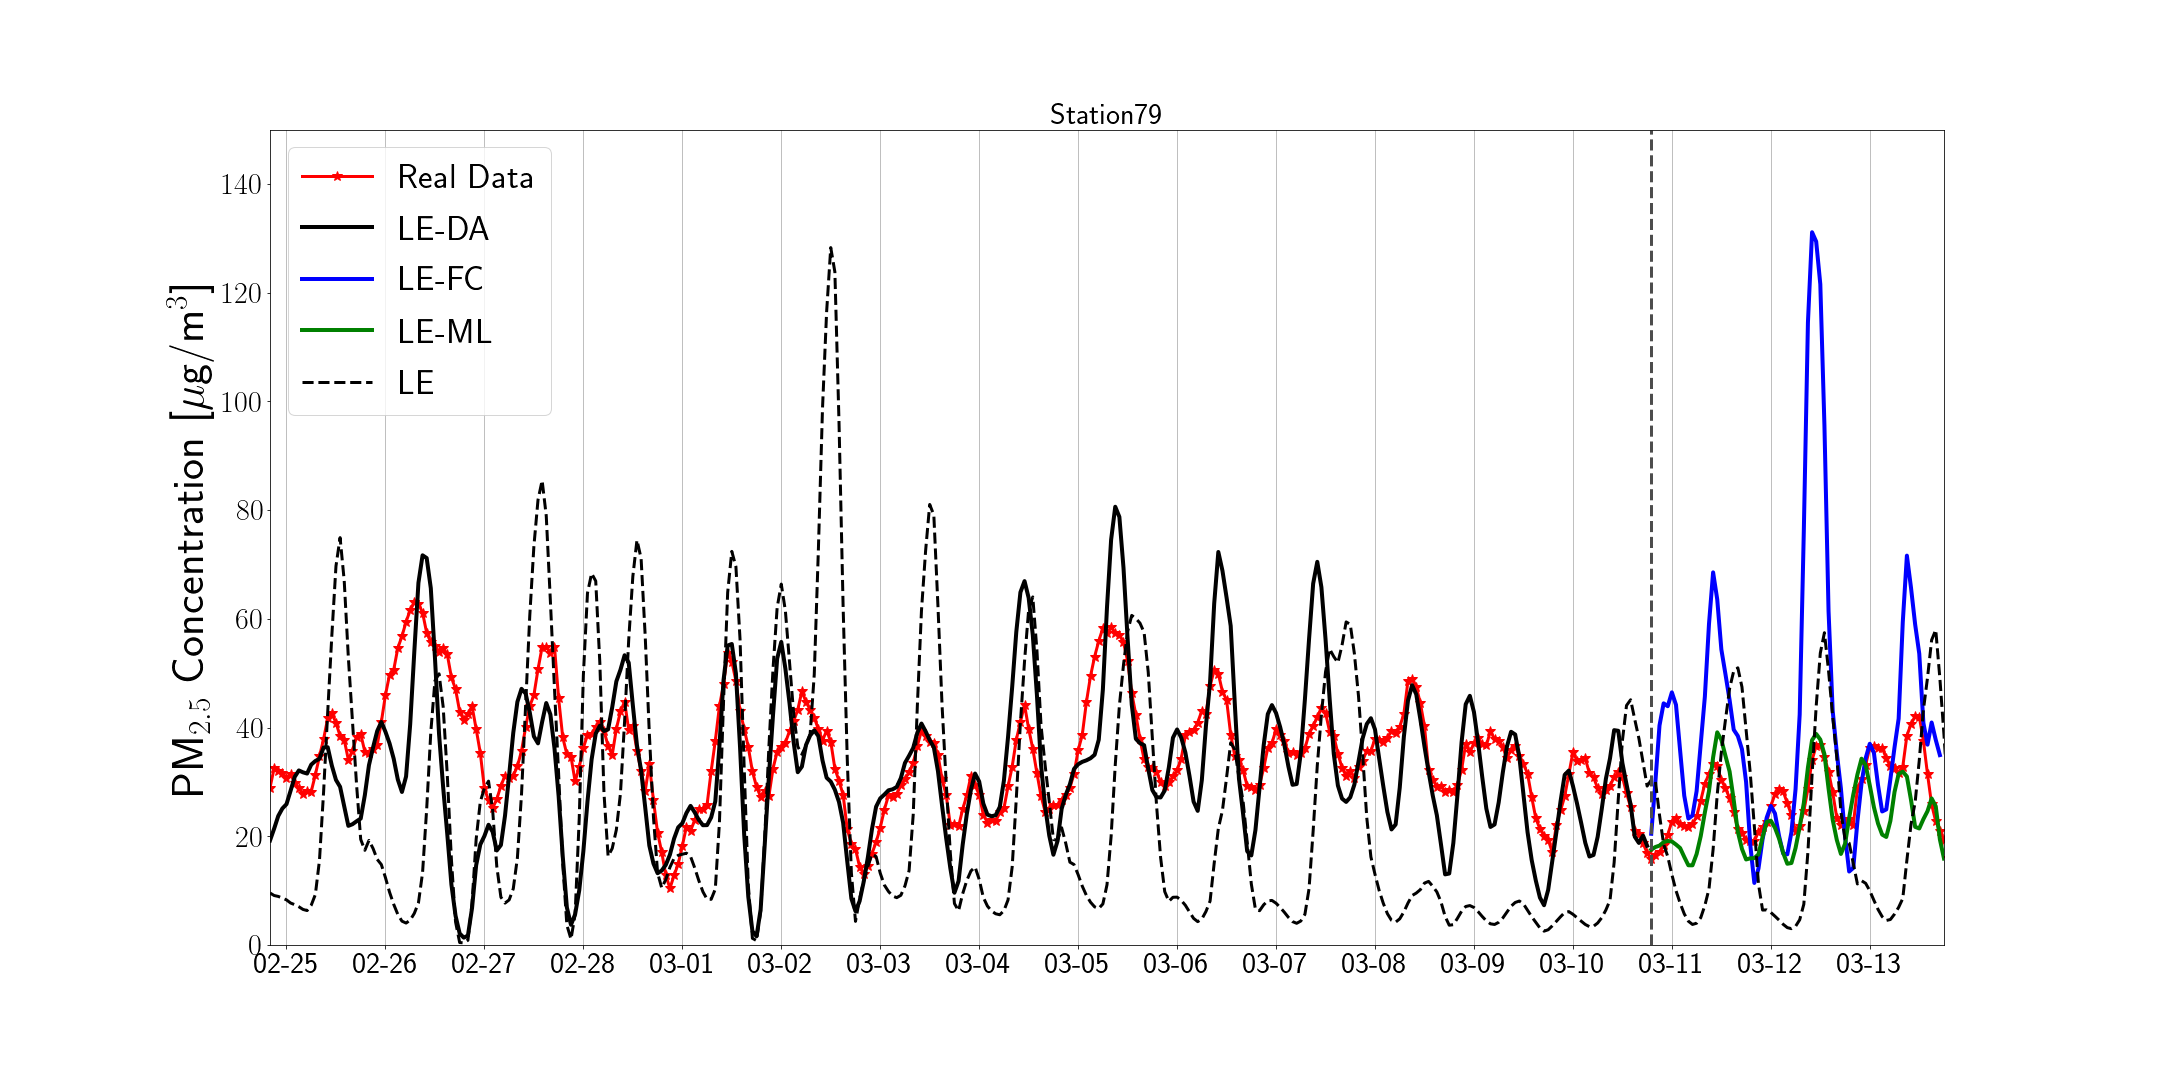 Station79
PM2.5 Concentration [μg/m³]
140
120
100
80
60
40
20
0
Real Data
LE-DA
LE-FC
LE-ML
LE
02-25 02-26 02-27 02-28 03-01 03-02 03-03 03-04 03-05 03-06 03-07 03-08 03-09 03-10 03-11 03-12 03-13